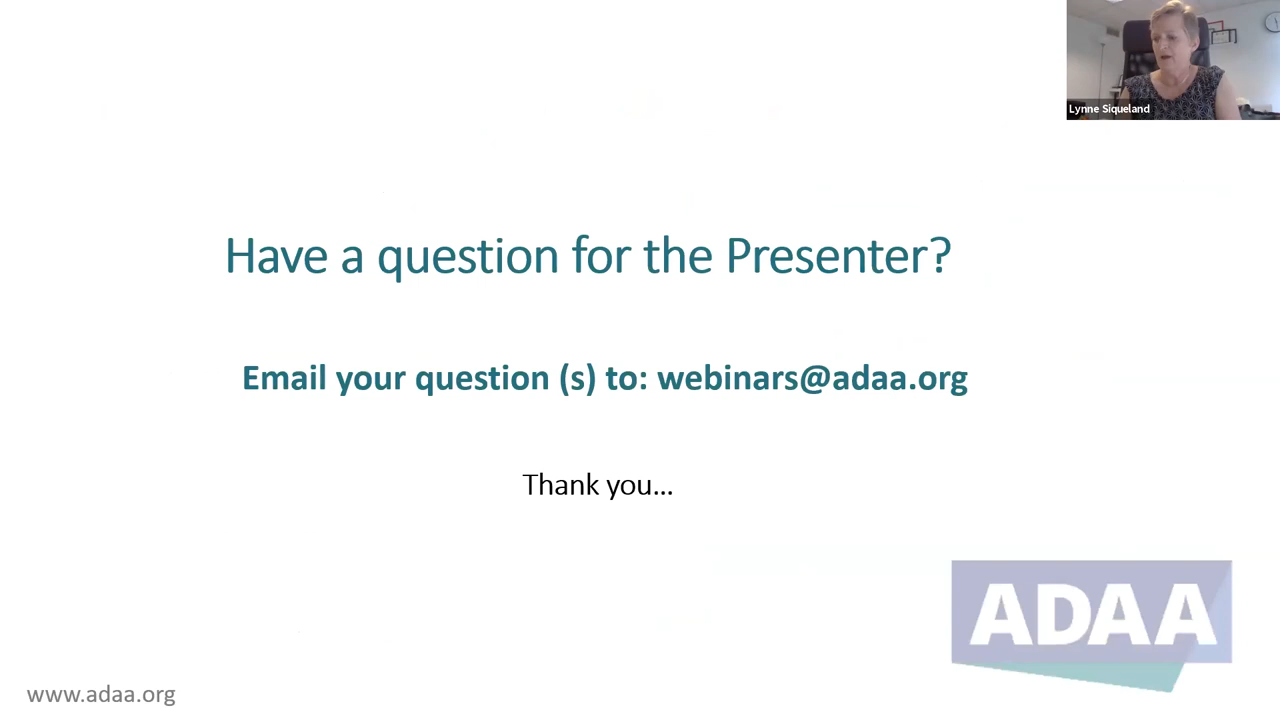 Lynne Siqueland
Have a question for the Presenter?
Email your question (s) to: webinars@adaa.org
Thank you...
ADAA
www.adaa.org